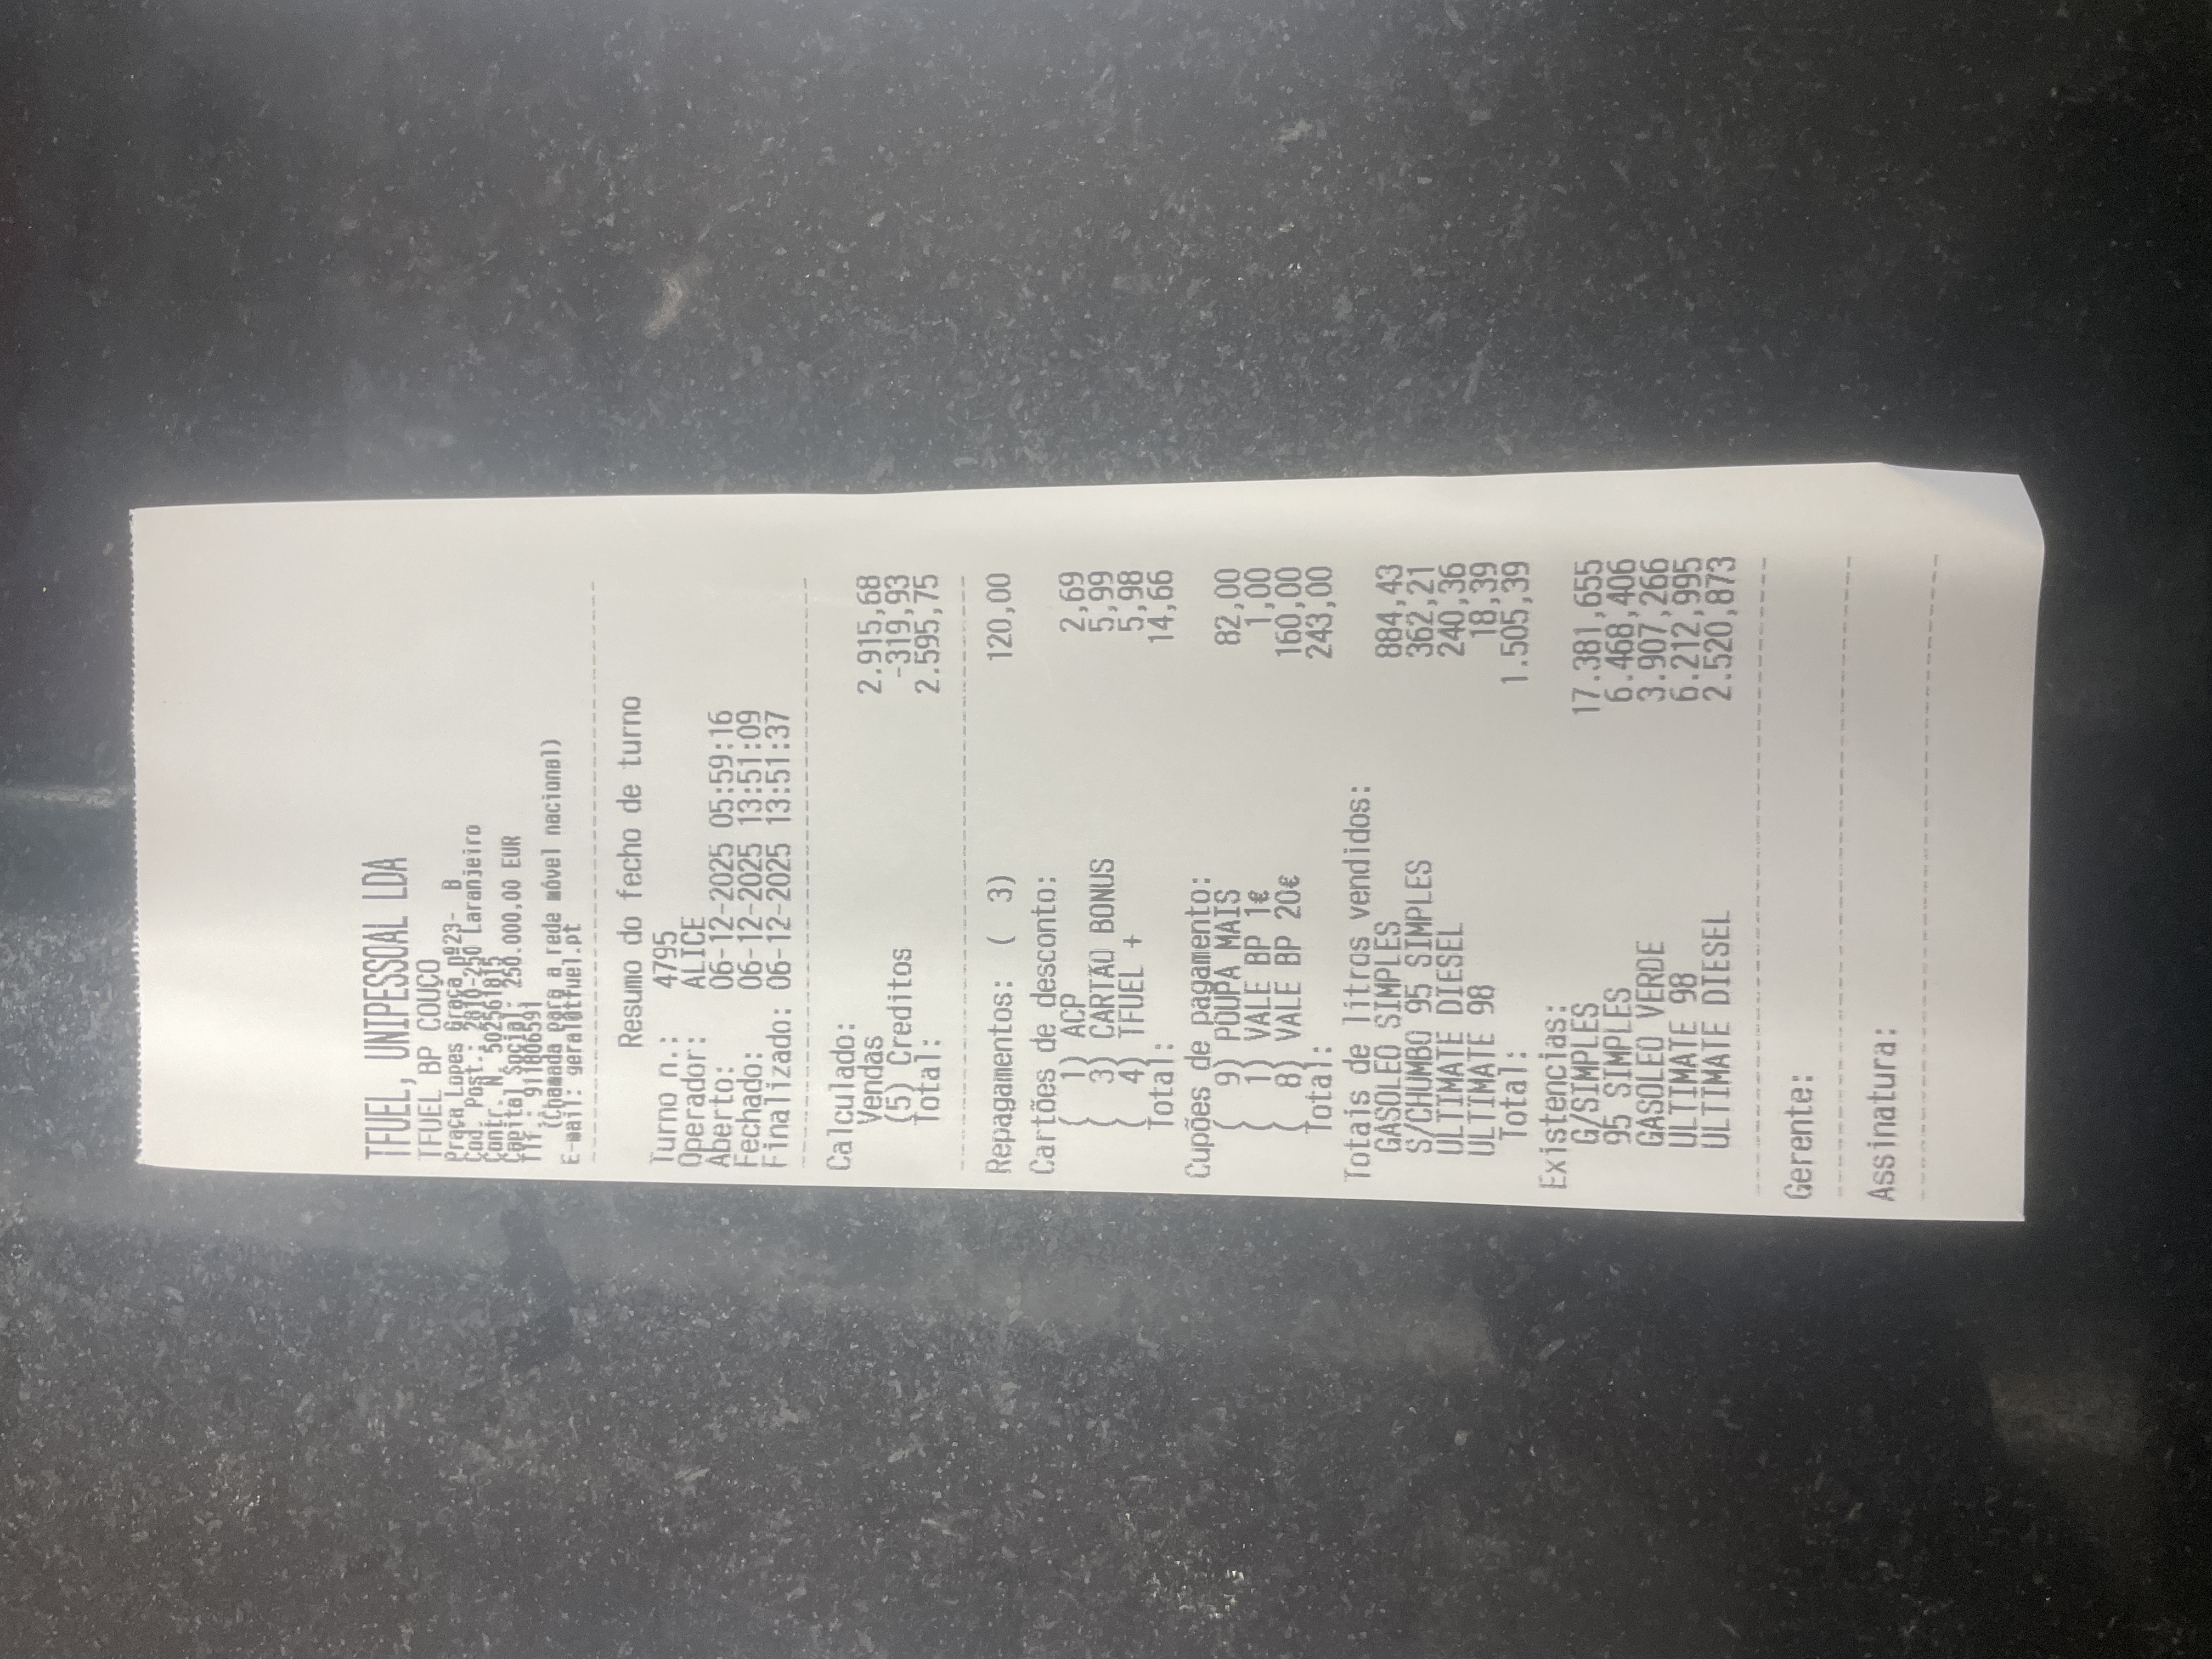 TFUEL, UNIPESSOAL LDA
TFUEL BP COUÇO
Praça Lopes Graça nº23- B
Cod. Post.: 2810-250 Laranjeiro
Contr. N. 502561815
Capital Social: 250.000,00 EUR
Tlf.: 911806591
(Chamada para a rede móvel nacional)
E-mail: geral@tfuel.pt
Resumo do fecho de turno
Turno n.: 4795
Operador: ALICE
Aberto: 06-12-2025 05:59:16
Fechado: 06-12-2025 13:51:09
Finalizado: 06-12-2025 13:51:37
Calculado:
Vendas 2.915,68
(5) Creditos -319,93
Total: 2.595,75
Repagamentos: ( 3) 120,00
Cartões de desconto:
( 1) ACP 2,69
( 3) CARTÃO BONUS 5,99
( 4) TFUEL + 5,98
Total: 14,66
Cupões de pagamento:
( 9) POUPA MAIS 82,00
( 1) VALE BP 1€ 1,00
( 8) VALE BP 20€ 160,00
Total: 243,00
Totais de litros vendidos:
GASOLEO SIMPLES 884,43
S/CHUMBO 95 SIMPLES 362,21
ULTIMATE DIESEL 240,36
ULTIMATE 98 18,39
Total: 1.505,39
Existencias:
G/SIMPLES 17.381,655
95 SIMPLES 6.468,406
GASOLEO VERDE 3.907,266
ULTIMATE 98 6.212,995
ULTIMATE DIESEL 2.520,873
Gerente:
Assinatura: